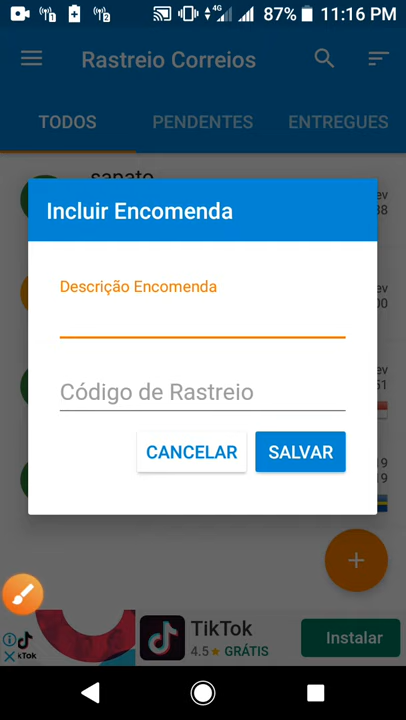 4G 87% 11:16 PM
Rastreio Correios
TODOS PENDENTES ENTREGUES
sapato
Incluir Encomenda
Descrição Encomenda
Código de Rastreio
CANCELAR SALVAR
+
TikTok
4.5★ GRÁTIS
Instalar